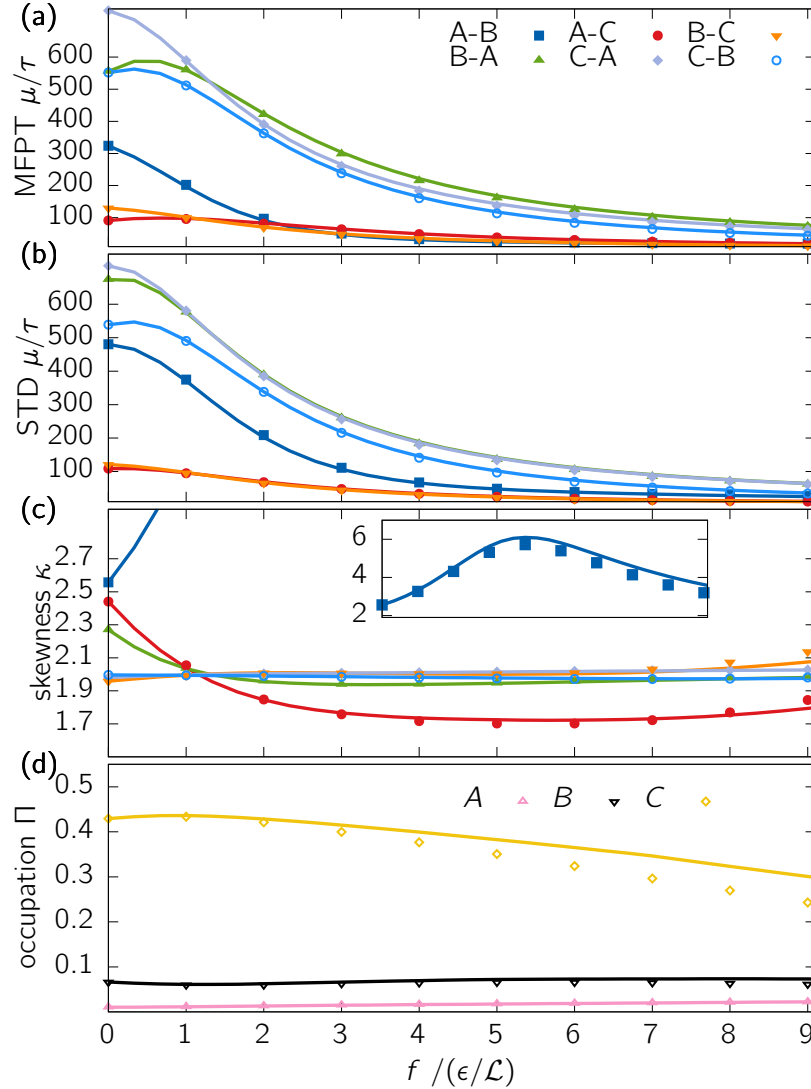 (a)
A-B A-C B-C
B-A C-A C-B
MFPT μ/τ
600
500
400
300
200
100
(b)
STD μ/τ
600
500
400
300
200
100
(c)
skewness κ
2.7
2.5
2.3
2.1
1.9
1.7
6
4
2
(d)
A B C
occupation Π
0.5
0.4
0.3
0.2
0.1
0 1 2 3 4 5 6 7 8 9
f /(ϵ/ℒ)